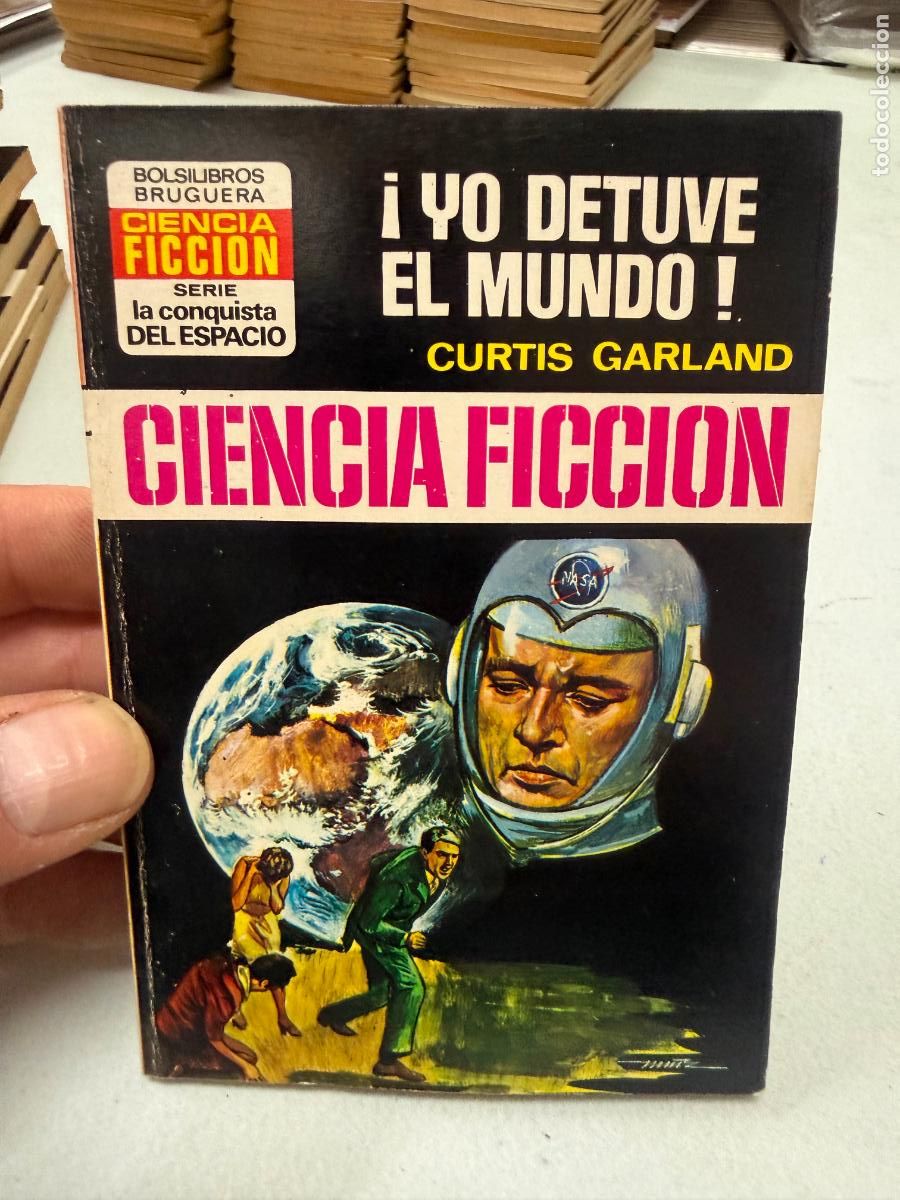 BOLSILIBROS
BRUGUERA
CIENCIA
FICCION
SERIE
la conquista
DEL ESPACIO
¡YO DETUVE
EL MUNDO!
CURTIS GARLAND
CIENCIA FICCION
NASA
todocoleccion